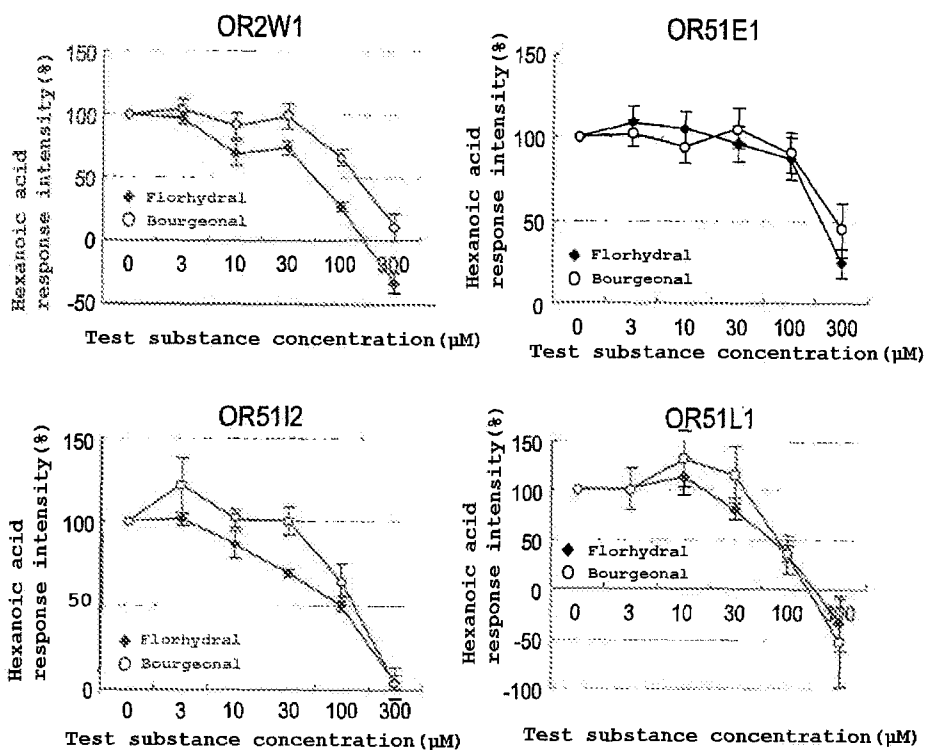 OR2W1
Hexanoic acid
response intensity(%)
150
100
50
0
-50
Florhydral
Bourgeonal
0 3 10 30 100 300
Test substance concentration(µM)
OR51E1
Hexanoic acid
response intensity(%)
150
100
50
0
Florhydral
Bourgeonal
0 3 10 30 100 300
Test substance concentration(µM)
OR51I2
Hexanoic acid
response intensity(%)
150
100
50
0
Florhydral
Bourgeonal
0 3 10 30 100 300
Test substance concentration(µM)
OR51L1
Hexanoic acid
response intensity(%)
150
100
50
0
-50
-100
Florhydral
Bourgeonal
0 3 10 30 100
Test substance concentration(µM)